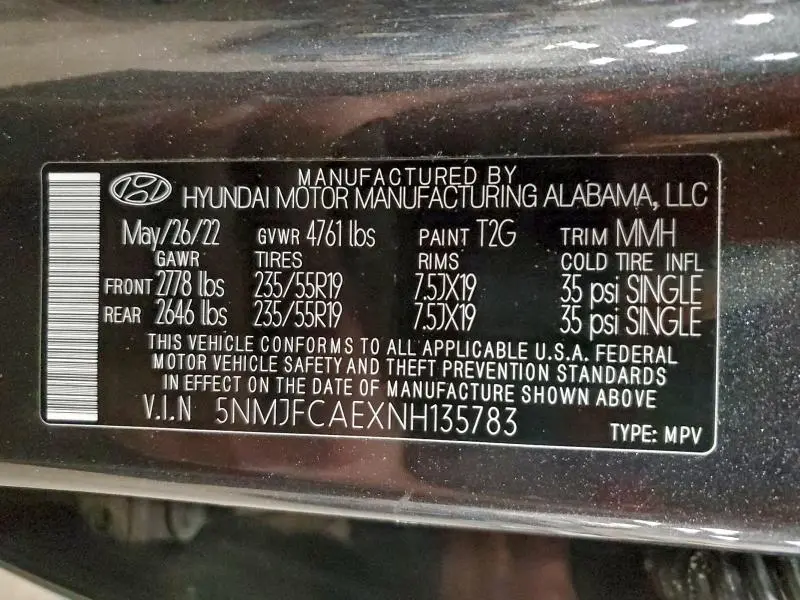 MANUFACTURED BY
HYUNDAI MOTOR MANUFACTURING ALABAMA, LLC
May/26/22 GVWR 4761 lbs PAINT T2G TRIM MMH
GAWR TIRES RIMS COLD TIRE INFL
FRONT 2778 lbs 235/55R19 7.5JX19 35 psi SINGLE
REAR 2646 lbs 235/55R19 7.5JX19 35 psi SINGLE
THIS VEHICLE CONFORMS TO ALL APPLICABLE U.S.A. FEDERAL
MOTOR VEHICLE SAFETY AND THEFT PREVENTION STANDARDS
IN EFFECT ON THE DATE OF MANUFACTURE SHOWN ABOVE
V.I.N 5NMJFCAEXNH135783 TYPE: MPV